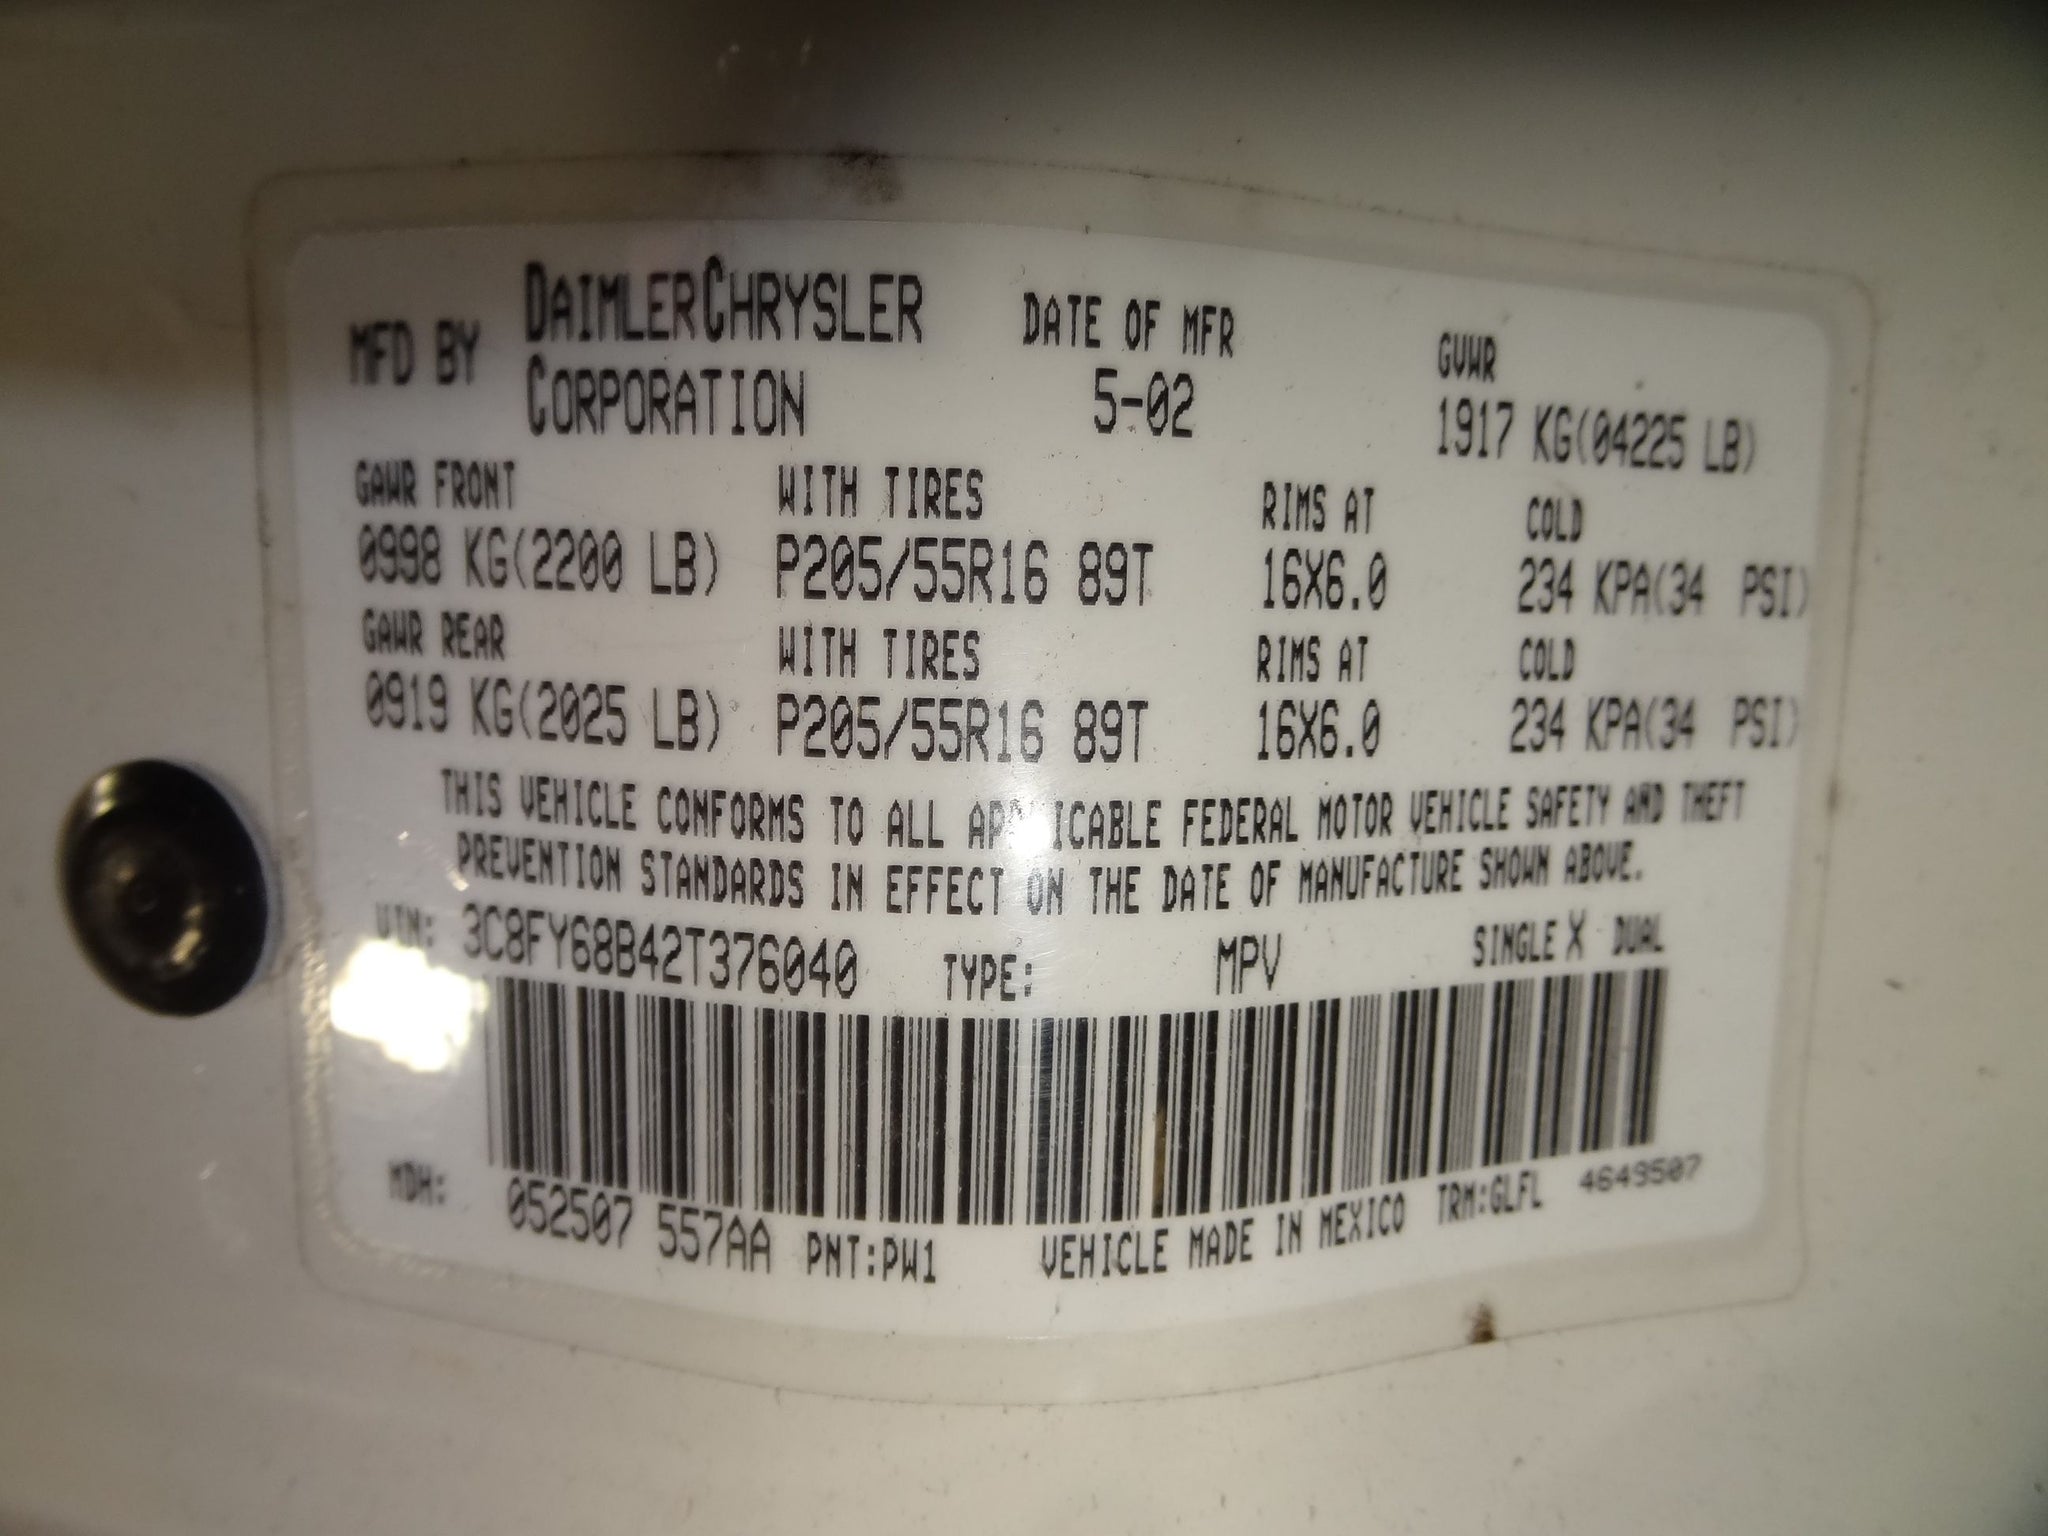 MFD BY DAIMLERCHRYSLER CORPORATION DATE OF MFR 5-02 GVWR 1917 KG(04225 LB)
GAWR FRONT WITH TIRES RIMS AT COLD
0998 KG(2200 LB) P205/55R16 89T 16X6.0 234 KPA(34 PSI)
GAWR REAR WITH TIRES RIMS AT COLD
0919 KG(2025 LB) P205/55R16 89T 16X6.0 234 KPA(34 PSI)
THIS VEHICLE CONFORMS TO ALL APPLICABLE FEDERAL MOTOR VEHICLE SAFETY AND THEFT
PREVENTION STANDARDS IN EFFECT ON THE DATE OF MANUFACTURE SHOWN ABOVE.
VIN: 3C8FY68B42T376040 TYPE: MPV SINGLE X DUAL
MDH: 052507 557AA PNT:PW1 VEHICLE MADE IN MEXICO TRM:GLFL 4649507